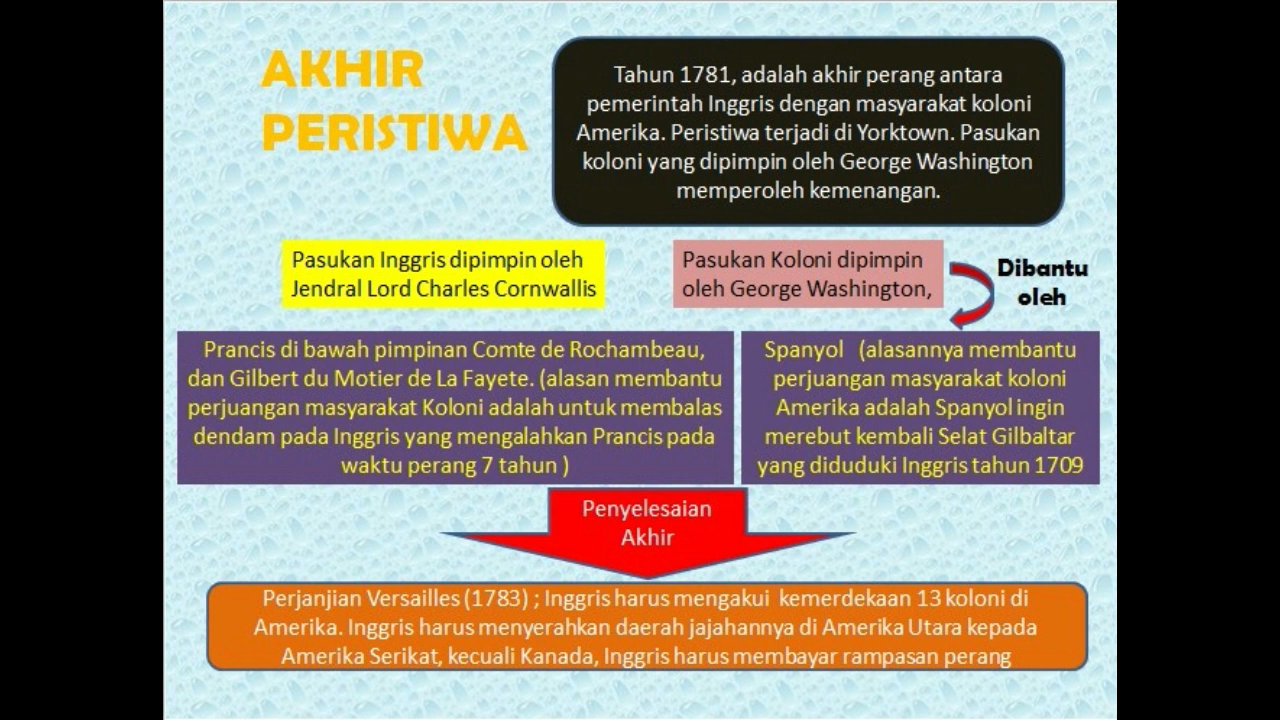 AKHIR
PERISTIWA
Tahun 1781, adalah akhir perang antara
pemerintah Inggris dengan masyarakat koloni
Amerika. Peristiwa terjadi di Yorktown. Pasukan
koloni yang dipimpin oleh George Washington
memperoleh kemenangan.
Pasukan Inggris dipimpin oleh
Jendral Lord Charles Cornwallis
Pasukan Koloni dipimpin
oleh George Washington,
Dibantu
oleh
Prancis di bawah pimpinan Comte de Rochambeau,
dan Gilbert du Motier de La Fayete. (alasan membantu
perjuangan masyarakat Koloni adalah untuk membalas
dendam pada Inggris yang mengalahkan Prancis pada
waktu perang 7 tahun )
Spanyol (alasannya membantu
perjuangan masyarakat koloni
Amerika adalah Spanyol ingin
merebut kembali Selat Gilbaltar
yang diduduki Inggris tahun 1709
Penyelesaian
Akhir
Perjanjian Versailles (1783) ; Inggris harus mengakui kemerdekaan 13 koloni di
Amerika. Inggris harus menyerahkan daerah jajahannya di Amerika Utara kepada
Amerika Serikat, kecuali Kanada, Inggris harus membayar rampasan perang